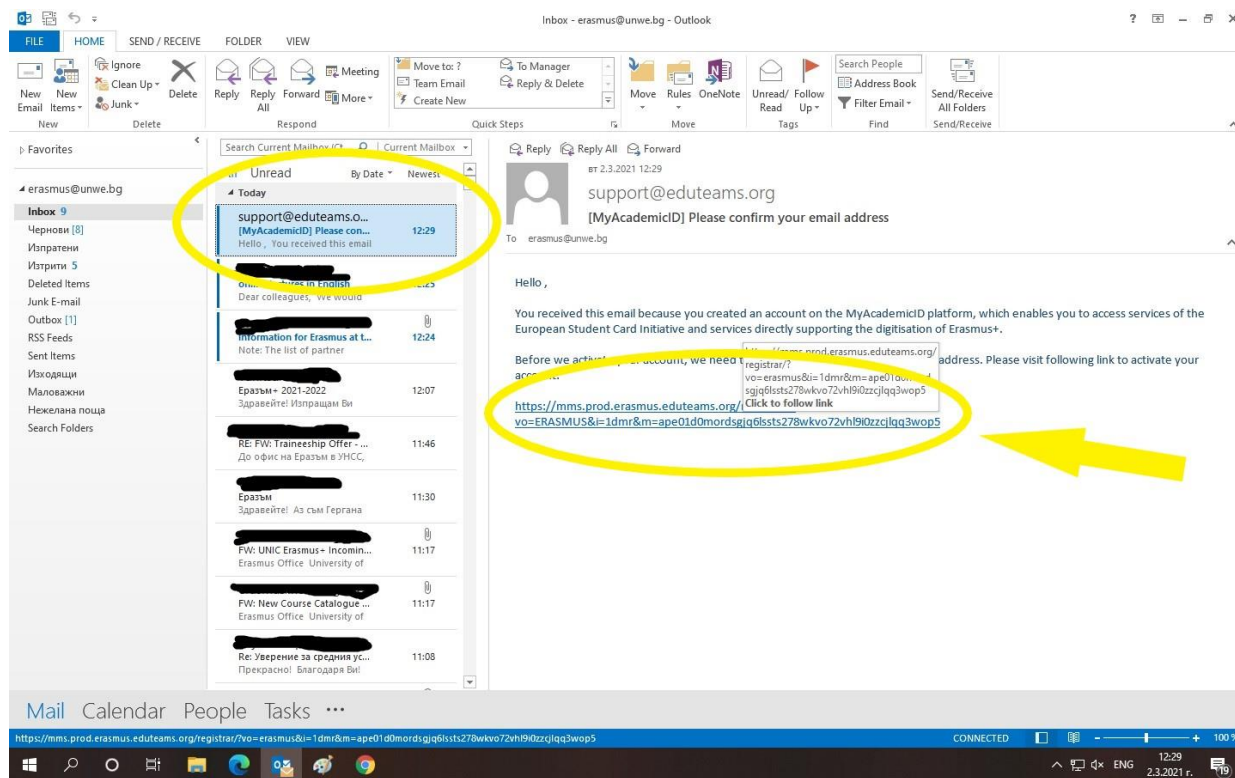 Inbox - erasmus@unwe.bg - Outlook
FILE HOME SEND / RECEIVE FOLDER VIEW
New Email
New Items
Ignore
Clean Up
Junk
Delete
Reply
Reply All
Forward
Meeting
More
Move to: ?
Team Email
Create New
To Manager
Reply & Delete
Move
Rules
OneNote
Unread/ Read
Follow Up
Search People
Address Book
Filter Email
Send/Receive All Folders
New Delete Respond Quick Steps Move Tags Find Send/Receive
Favorites
erasmus@unwe.bg
Inbox 9
Чернови [8]
Изпратени
Изтрити 5
Deleted Items
Junk E-mail
Outbox [1]
RSS Feeds
Sent Items
Изходящи
Маловажни
Нежелана поща
Search Folders
Search Current Mailbox Current Mailbox
Unread By Date Newest
Today
support@eduteams.o...
[MyAcademicID] Please con... 12:29
Hello , You received this email
in English
Dear colleagues, We would
Information for Erasmus at t... 12:24
Note: The list of partner
Еразъм+ 2021-2022 12:07
Здравейте! Изпращам Ви
RE: FW: Traineeship Offer - ... 11:46
До офис на Еразъм в УНСС,
Еразъм 11:30
Здравейте! Аз съм Гергана
FW: UNIC Erasmus+ Incomin... 11:17
Erasmus Office University of
FW: New Course Catalogue ... 11:17
Erasmus Office University of
Re: Уверение за средния ус... 11:08
Прекрасно! Благодаря Ви!
Reply Reply All Forward
вт 2.3.2021 12:29
support@eduteams.org
[MyAcademicID] Please confirm your email address
To erasmus@unwe.bg
Hello ,
You received this email because you created an account on the MyAcademicID platform, which enables you to access services of the
European Student Card Initiative and services directly supporting the digitisation of Erasmus+.
Before we account, we need address. Please visit following link to activate your
https://mms.prod.erasmus.eduteams.org/
vo=ERASMUS&i=1dmr&m=ape01d0mordsgjq6lssts278wkvo72vhl9i0zzcjlqq3wop5
https://mms.prod.erasmus.eduteams.org/
registrar/?
sgjq6lssts278wkvo72vhl9i0zzcjlqq3wop5
Click to follow link
Mail Calendar People Tasks ...
https://mms.prod.erasmus.eduteams.org/registrar/?vo=erasmus&i=1dmr&m=ape01d0mordsgjq6lssts278wkvo72vhl9i0zzcjlqq3wop5
CONNECTED 100 %
ENG
12:29
2.3.2021 г.
19